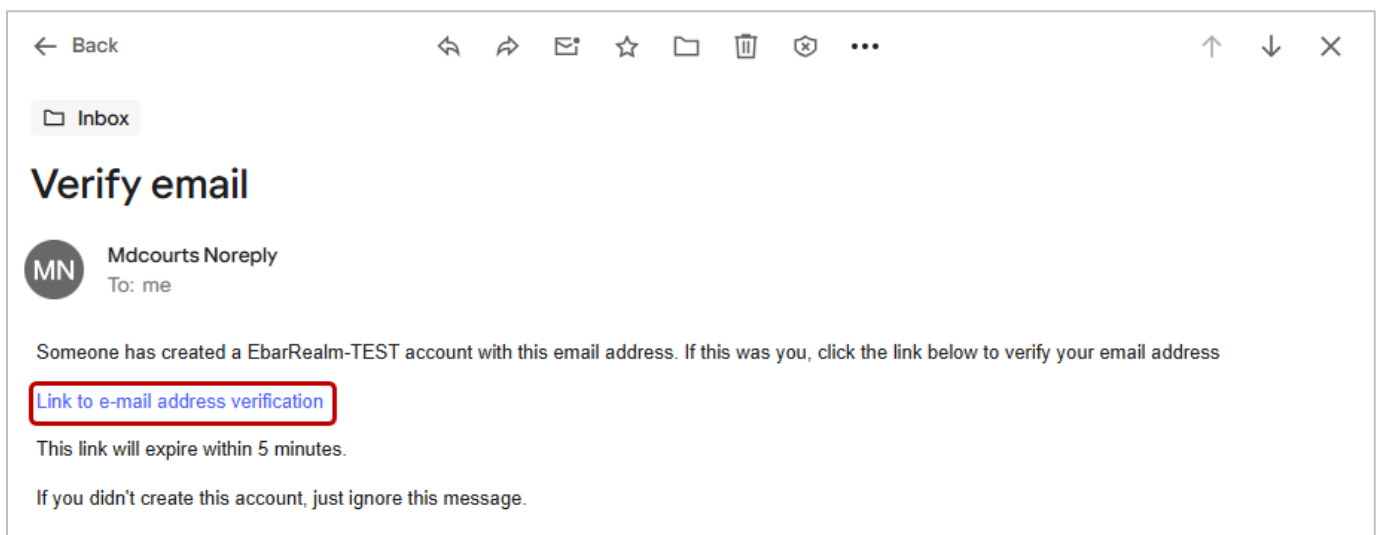 Back
Inbox
Verify email
MN
Mdcourts Noreply
To: me
Someone has created a EbarRealm-TEST account with this email address. If this was you, click the link below to verify your email address
Link to e-mail address verification
This link will expire within 5 minutes.
If you didn't create this account, just ignore this message.